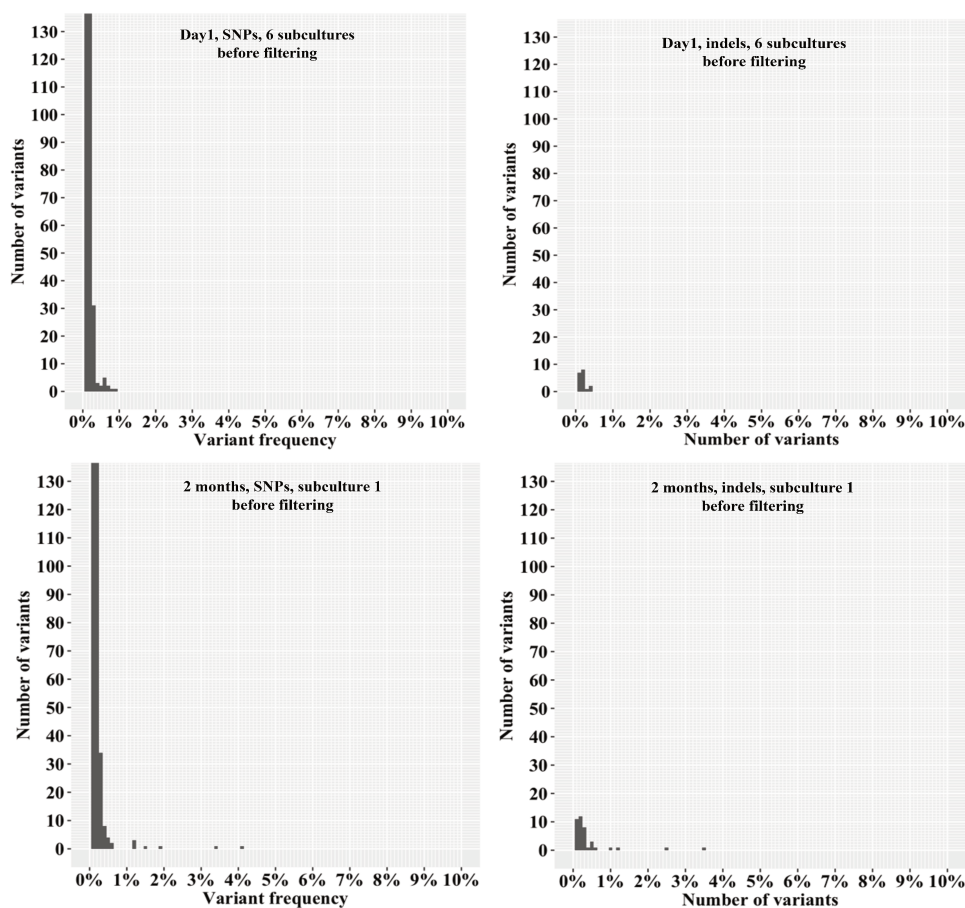 Day1, SNPs, 6 subcultures
before filtering
Number of variants
130
120
110
100
90
80
70
60
50
40
30
20
10
0
0% 1% 2% 3% 4% 5% 6% 7% 8% 9% 10%
Variant frequency
Day1, indels, 6 subcultures
before filtering
Number of variants
130
120
110
100
90
80
70
60
50
40
30
20
10
0
0% 1% 2% 3% 4% 5% 6% 7% 8% 9% 10%
Number of variants
2 months, SNPs, subculture 1
before filtering
Number of variants
130
120
110
100
90
80
70
60
50
40
30
20
10
0
0% 1% 2% 3% 4% 5% 6% 7% 8% 9% 10%
Variant frequency
2 months, indels, subculture 1
before filtering
Number of variants
130
120
110
100
90
80
70
60
50
40
30
20
10
0
0% 1% 2% 3% 4% 5% 6% 7% 8% 9% 10%
Number of variants